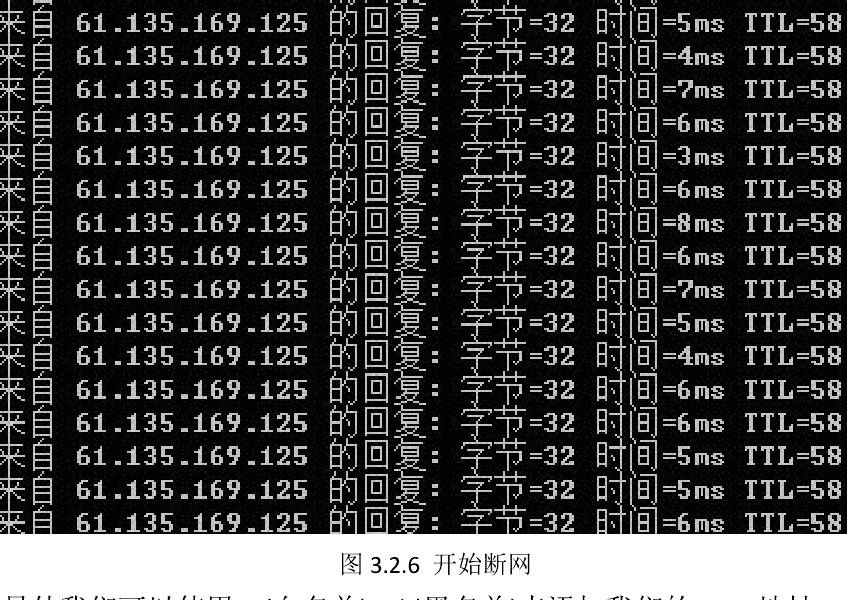 来自 61.135.169.125 的回复: 字节=32 时间=5ms TTL=58
来自 61.135.169.125 的回复: 字节=32 时间=4ms TTL=58
来自 61.135.169.125 的回复: 字节=32 时间=7ms TTL=58
来自 61.135.169.125 的回复: 字节=32 时间=6ms TTL=58
来自 61.135.169.125 的回复: 字节=32 时间=3ms TTL=58
来自 61.135.169.125 的回复: 字节=32 时间=6ms TTL=58
来自 61.135.169.125 的回复: 字节=32 时间=8ms TTL=58
来自 61.135.169.125 的回复: 字节=32 时间=6ms TTL=58
来自 61.135.169.125 的回复: 字节=32 时间=7ms TTL=58
来自 61.135.169.125 的回复: 字节=32 时间=5ms TTL=58
来自 61.135.169.125 的回复: 字节=32 时间=4ms TTL=58
来自 61.135.169.125 的回复: 字节=32 时间=6ms TTL=58
来自 61.135.169.125 的回复: 字节=32 时间=6ms TTL=58
来自 61.135.169.125 的回复: 字节=32 时间=5ms TTL=58
来自 61.135.169.125 的回复: 字节=32 时间=5ms TTL=58
来自 61.135.169.125 的回复: 字节=32 时间=6ms TTL=58
图 3.2.6 开始断网